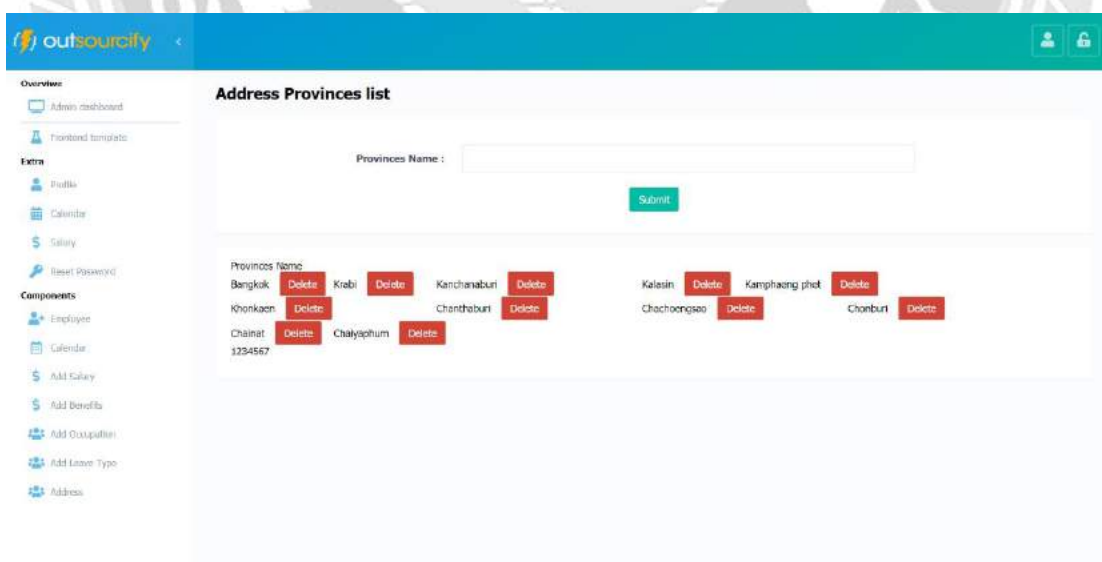 outsourcify
Overview
Admin dashboard
Frontend template
Extra
Profile
Calendar
Salary
Reset Password
Components
Employee
Calendar
Add Salary
Add Benefits
Add Occupation
Add Leave Type
Address
Address Provinces list
Provinces Name :
Submit
Provinces Name
Bangkok Delete Krabi Delete Kanchanaburi Delete Kalasin Delete Kamphaeng phet Delete
Khonkaen Delete Chanthaburi Delete Chachoengsao Delete Chonburi Delete
Chainat Delete Chaiyaphum Delete
1234567